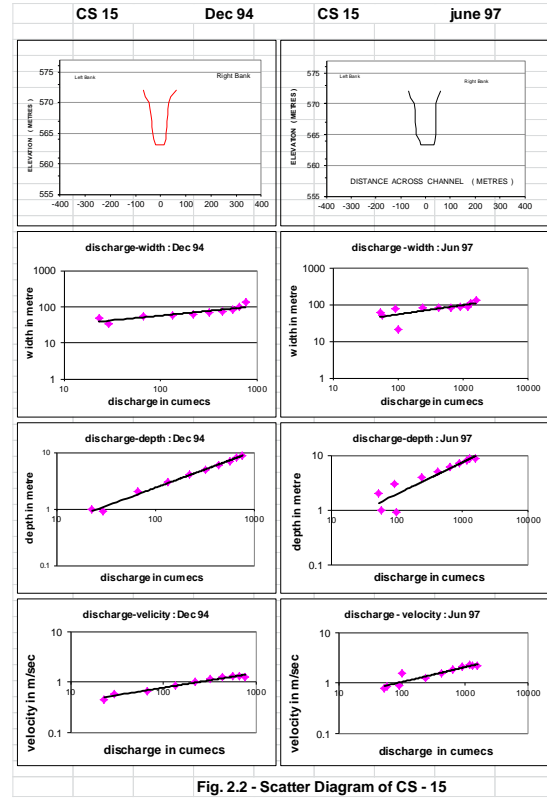 CS 15 Dec 94 CS 15 june 97
Left Bank Right Bank
ELEVATION ( METRES )
575
570
565
560
555
-400 -300 -200 -100 0 100 200 300 400
Left Bank
Right Bank
ELEVATION ( METRES )
575
570
565
560
555
DISTANCE ACROSS CHANNEL ( METRES )
-400 -300 -200 -100 0 100 200 300 400
discharge-width : Dec 94
width in metre
1000
100
10
1
10 100 1000
discharge in cumecs
discharge -width : Jun 97
width in metre
1000
100
10
1
10 100 1000 10000
discharge in cumecs
discharge-depth : Dec 94
depth in metre
10
1
0.1
10 100 1000
discharge in cumecs
discharge-depth : Jun 97
depth in metre
10
1
0.1
10 100 1000 10000
discharge in cumecs
discharge-velicity : Dec 94
velocity in m/sec
10
1
0.1
10 100 1000
discharge in cumecs
discharge - velocity : Jun 97
velocity in m/sec
10
1
0.1
10 100 1000 10000
discharge in cumecs
Fig. 2.2 - Scatter Diagram of CS - 15